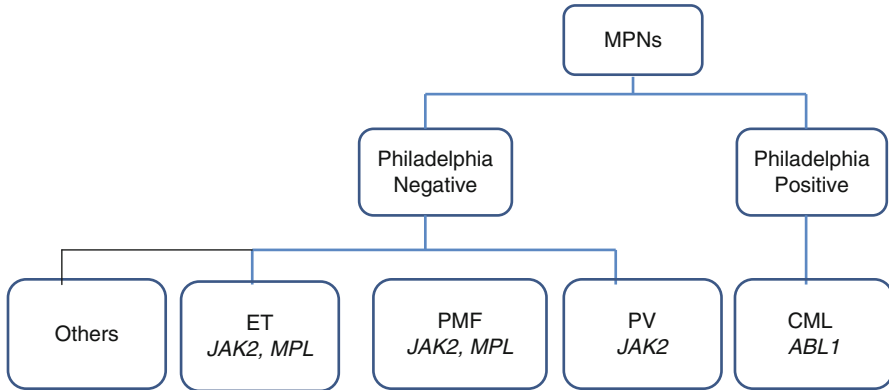 MPNs
Philadelphia
Negative
Philadelphia
Positive
Others
ET
JAK2, MPL
PMF
JAK2, MPL
PV
JAK2
CML
ABL1